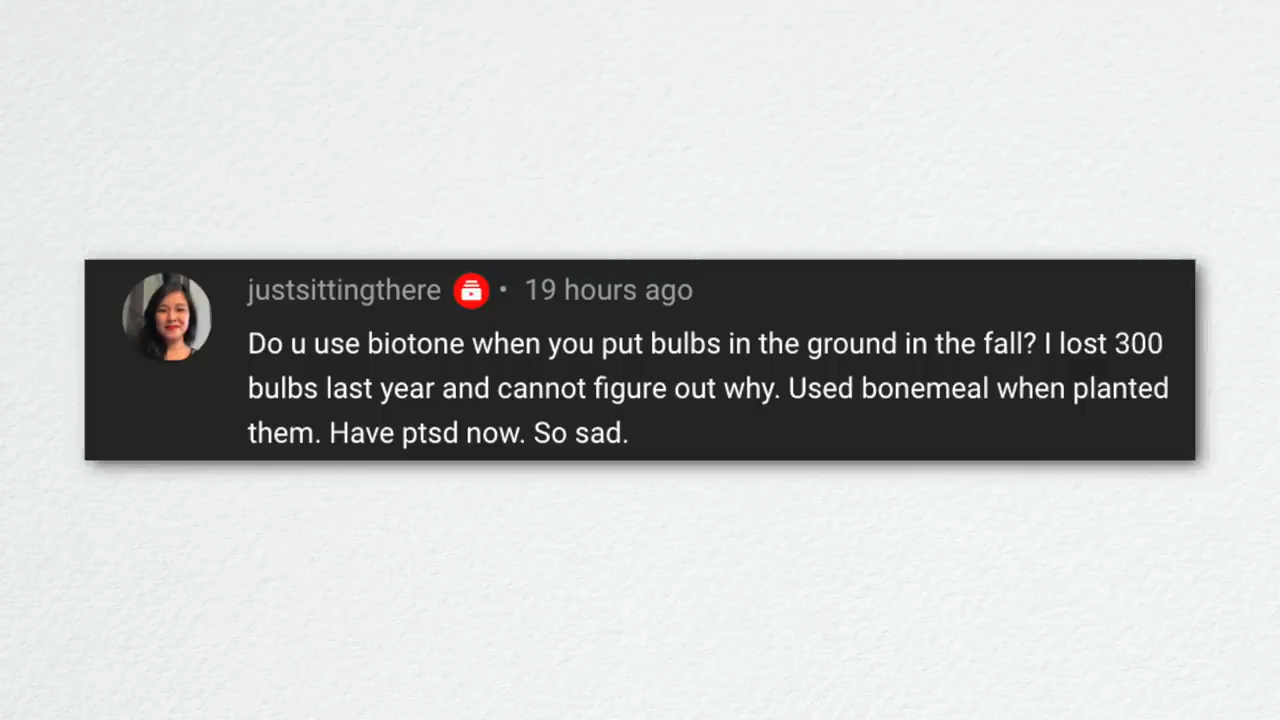 justsittingthere • 19 hours ago
Do u use biotone when you put bulbs in the ground in the fall? I lost 300
bulbs last year and cannot figure out why. Used bonemeal when planted
them. Have ptsd now. So sad.